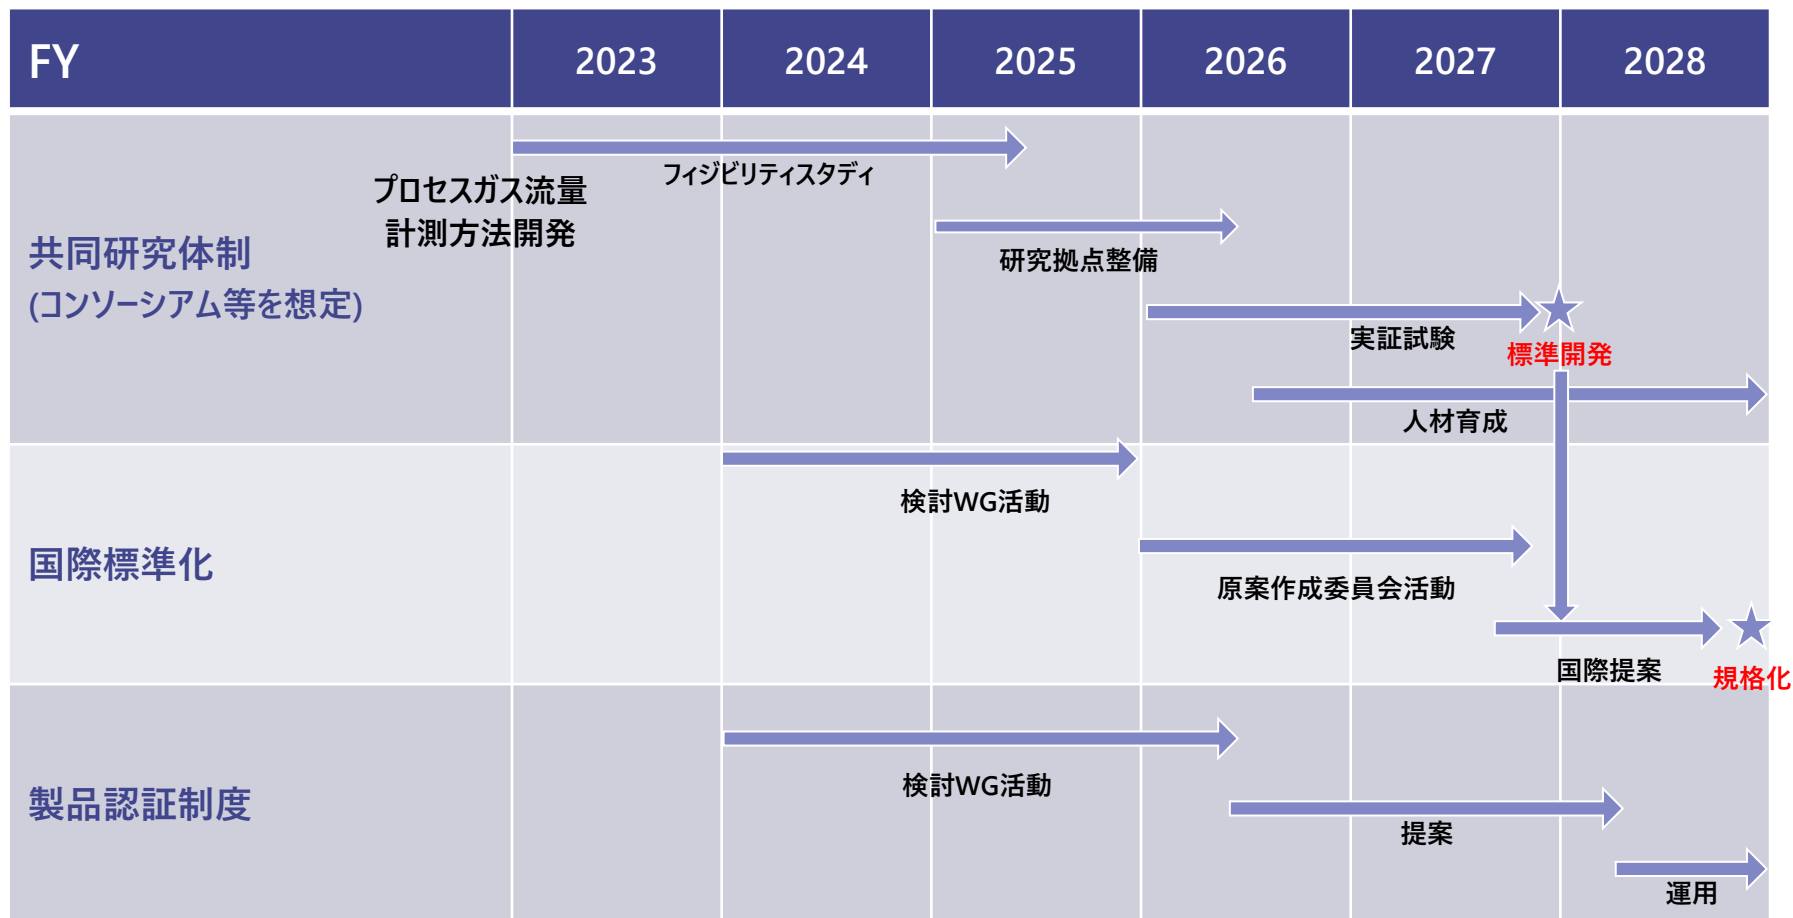 FY 2023 2024 2025 2026 2027 2028
共同研究体制
(コンソーシアム等を想定)
プロセスガス流量
計測方法開発
フィジビリティスタディ
研究拠点整備
実証試験
標準開発
人材育成
国際標準化
検討WG活動
原案作成委員会活動
国際提案
規格化
製品認証制度
検討WG活動
提案
運用